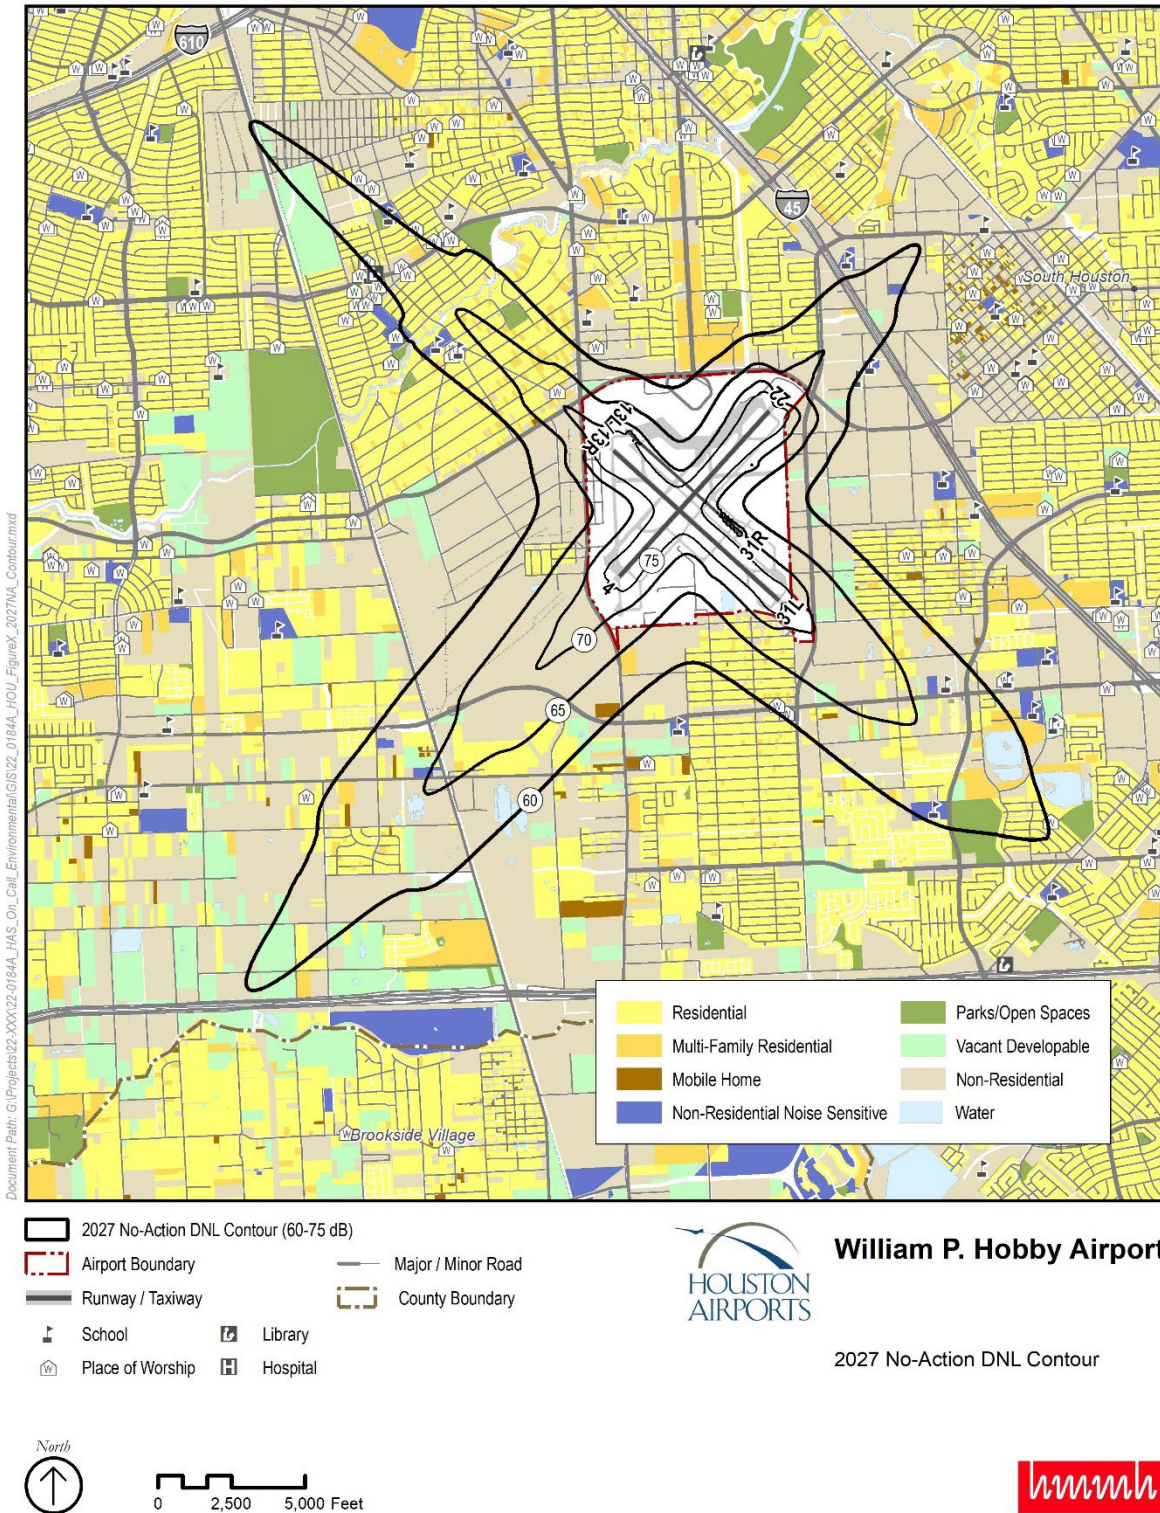 610
45
South Houston
22
13L/13R
31R
75
4
31L
70
65
60
Brookside Village
Residential
Multi-Family Residential
Mobile Home
Non-Residential Noise Sensitive
Parks/Open Spaces
Vacant Developable
Non-Residential
Water
Document Path: G:\Projects\22-XXX\22-0184A_HAS_On_Call_Environmental\GIS\22_0184A_HOU_FigureX_2027NA_Contour.mxd
2027 No-Action DNL Contour (60-75 dB)
Airport Boundary
Runway / Taxiway
School
Place of Worship
Library
Hospital
Major / Minor Road
County Boundary
HOUSTON
AIRPORTS
William P. Hobby Airport
2027 No-Action DNL Contour
North
0 2,500 5,000 Feet
hmmh